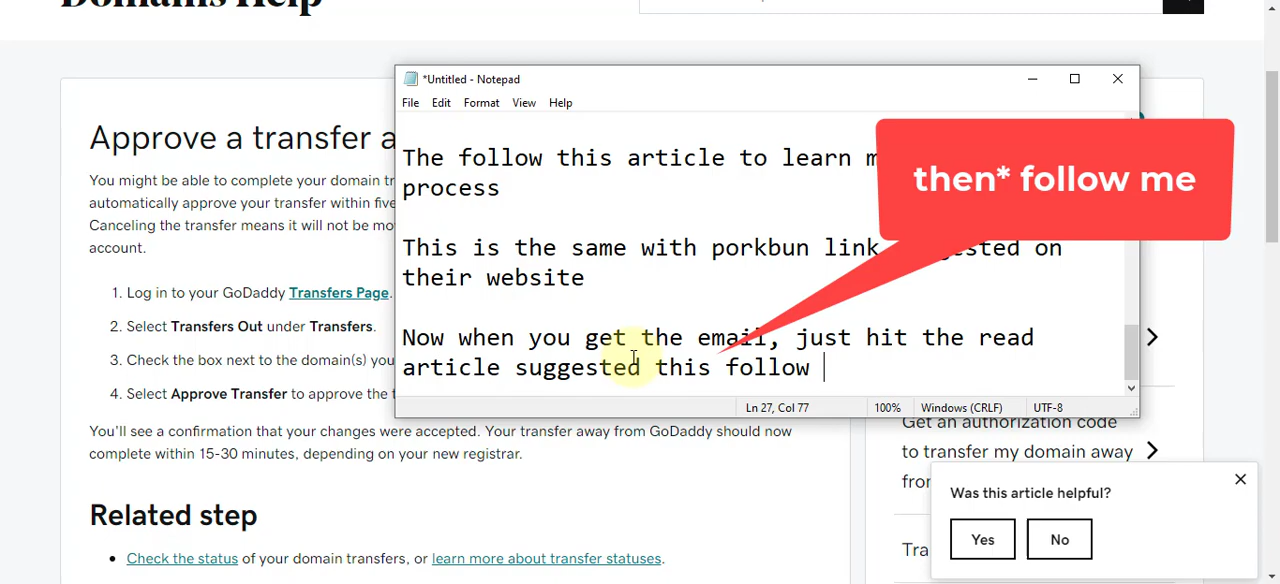 Domains Help
Approve a transfer a
You might be able to complete your domain tr
automatically approve your transfer within five
Canceling the transfer means it will not be mo
account.
1. Log in to your GoDaddy Transfers Page.
2. Select Transfers Out under Transfers.
3. Check the box next to the domain(s) you
4. Select Approve Transfer to approve the t
You'll see a confirmation that your changes were accepted. Your transfer away from GoDaddy should now
complete within 15-30 minutes, depending on your new registrar.
Related step
• Check the status of your domain transfers, or learn more about transfer statuses.
*Untitled - Notepad
File Edit Format View Help
The follow this article to learn m
process
This is the same with porkbun link on
their website
Now when you get the email, just hit the read
article suggested this follow
Ln 27, Col 77 100% Windows (CRLF) UTF-8
then* follow me
Get an authorization code
to transfer my domain away
fro
Tra
Was this article helpful?
Yes No